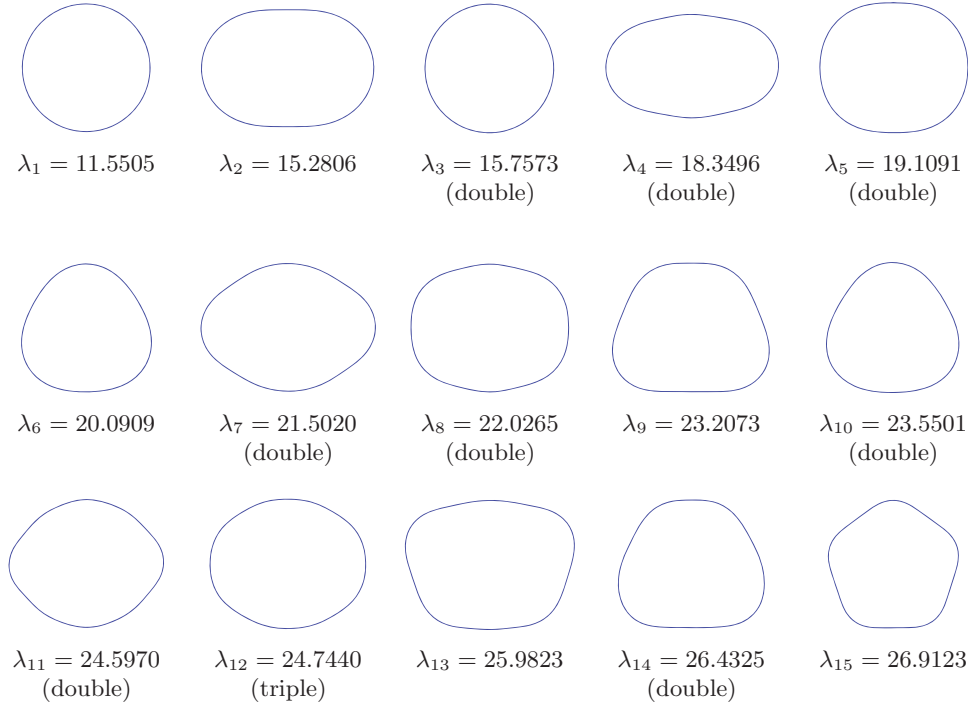 λ₁ = 11.5505 λ₂ = 15.2806 λ₃ = 15.7573 λ₄ = 18.3496 λ₅ = 19.1091
(double) (double) (double)
λ₆ = 20.0909 λ₇ = 21.5020 λ₈ = 22.0265 λ₉ = 23.2073 λ₁₀ = 23.5501
(double) (double) (double)
λ₁₁ = 24.5970 λ₁₂ = 24.7440 λ₁₃ = 25.9823 λ₁₄ = 26.4325 λ₁₅ = 26.9123
(double) (triple) (double)